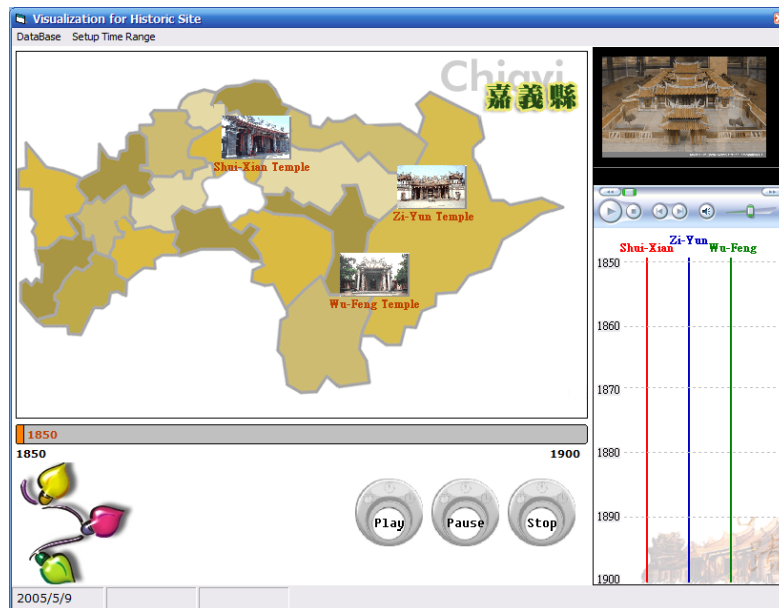 Visualization for Historic Site
DataBase Setup Time Range
Chiayi
嘉義縣
Shui-Xian Temple
Zi-Yun Temple
Wu-Feng Temple
Shui-Xian
Zi-Yun
Wu-Feng
1850
1860
1870
1880
1890
1900
1850
1850
1900
Play
Pause
Stop
2005/5/9